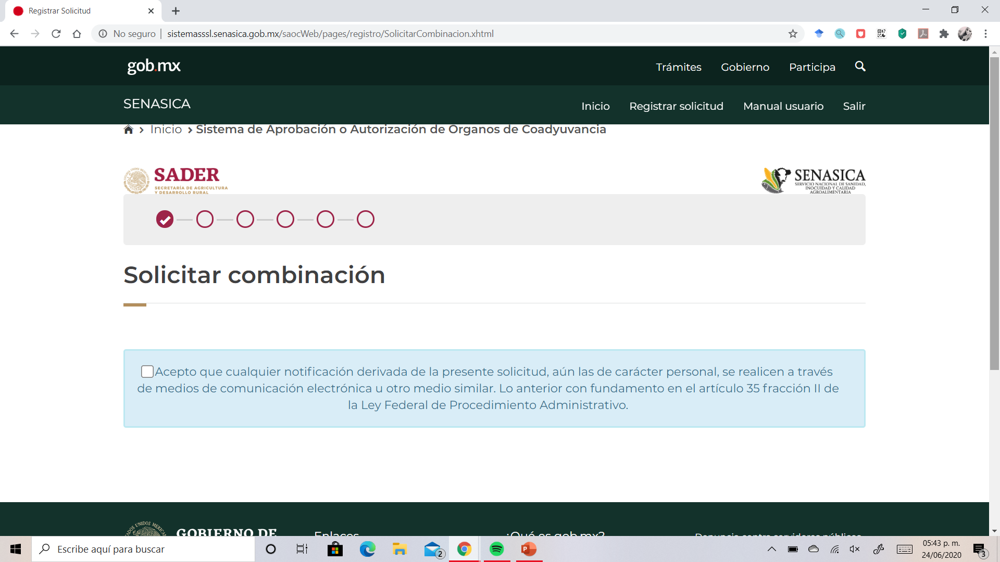 Registrar Solicitud
No seguro
sistemasssl.senasica.gob.mx/saocWeb/pages/registro/SolicitarCombinacion.xhtml
gob.mx
Trámites
Gobierno
Participa
SENASICA
Inicio
Registrar solicitud
Manual usuario
Salir
Inicio
Sistema de Aprobación o Autorización de Organos de Coadyuvancia
SADER
SECRETARÍA DE AGRICULTURA
Y DESARROLLO RURAL
SENASICA
SERVICIO NACIONAL DE SANIDAD,
INOCUIDAD Y CALIDAD
AGROALIMENTARIA
Solicitar combinación
Acepto que cualquier notificación derivada de la presente solicitud, aún las de carácter personal, se realicen a través
de medios de comunicación electrónica u otro medio similar. Lo anterior con fundamento en el artículo 35 fracción II de
la Ley Federal de Procedimiento Administrativo.
GOBIERNO DE
Enlaces
¿Qué es gob.mx?
Denuncia contra servidores públicos
Escribe aquí para buscar
2
05:43 p. m.
24/06/2020
3